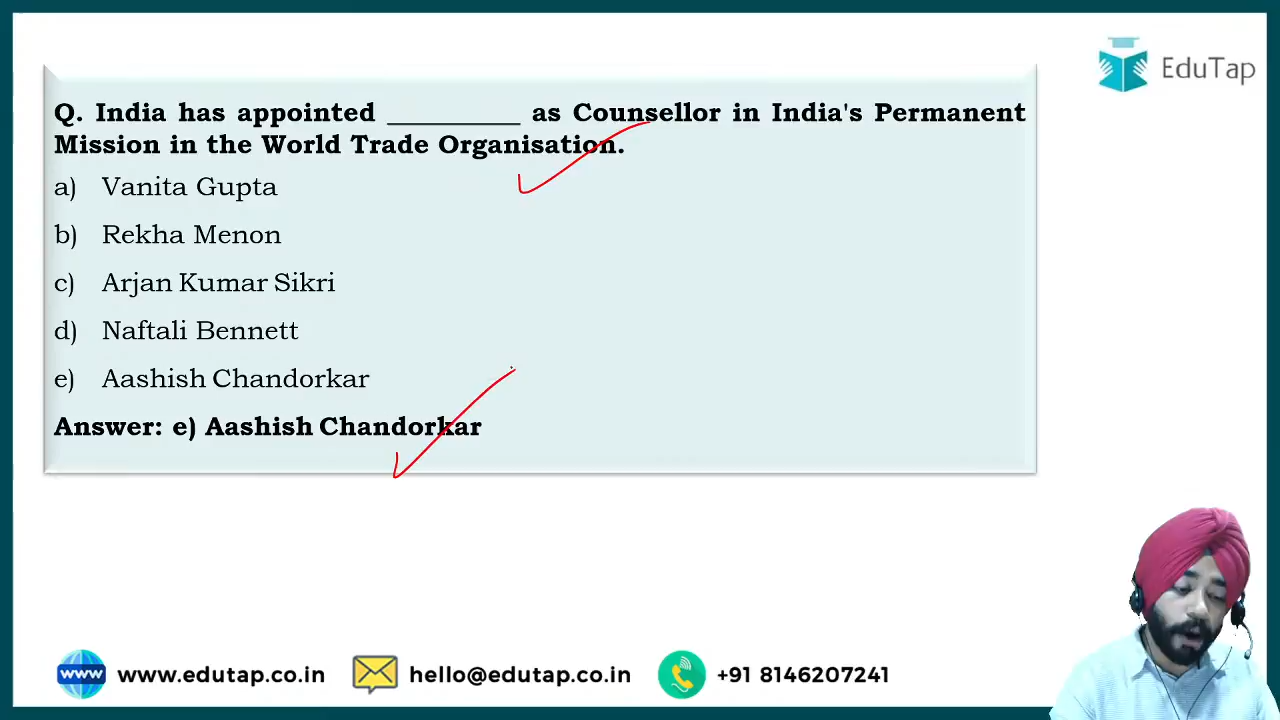 EduTap
Q. India has appointed __________ as Counsellor in India's Permanent
Mission in the World Trade Organisation.
a) Vanita Gupta
b) Rekha Menon
c) Arjan Kumar Sikri
d) Naftali Bennett
e) Aashish Chandorkar
Answer: e) Aashish Chandorkar
www www.edutap.co.in hello@edutap.co.in +91 8146207241